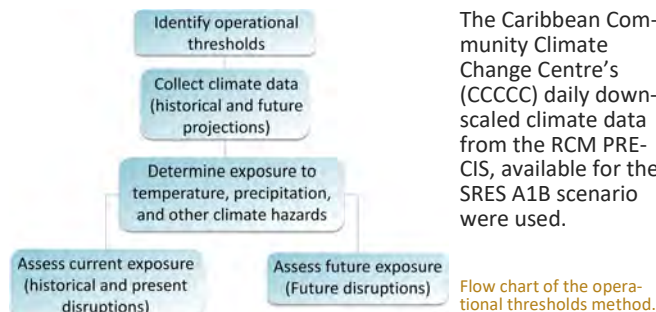 Identify operational
thresholds
Collect climate data
(historical and future
projections)
Determine exposure to
temperature, precipitation,
and other climate hazards
Assess current exposure
(historical and present
disruptions)
Assess future exposure
(Future disruptions)
The Caribbean Com-
munity Climate
Change Centre’s
(CCCCC) daily down-
scaled climate data
from the RCM PRE-
CIS, available for the
SRES A1B scenario
were used.
Flow chart of the opera-
tional thresholds method.